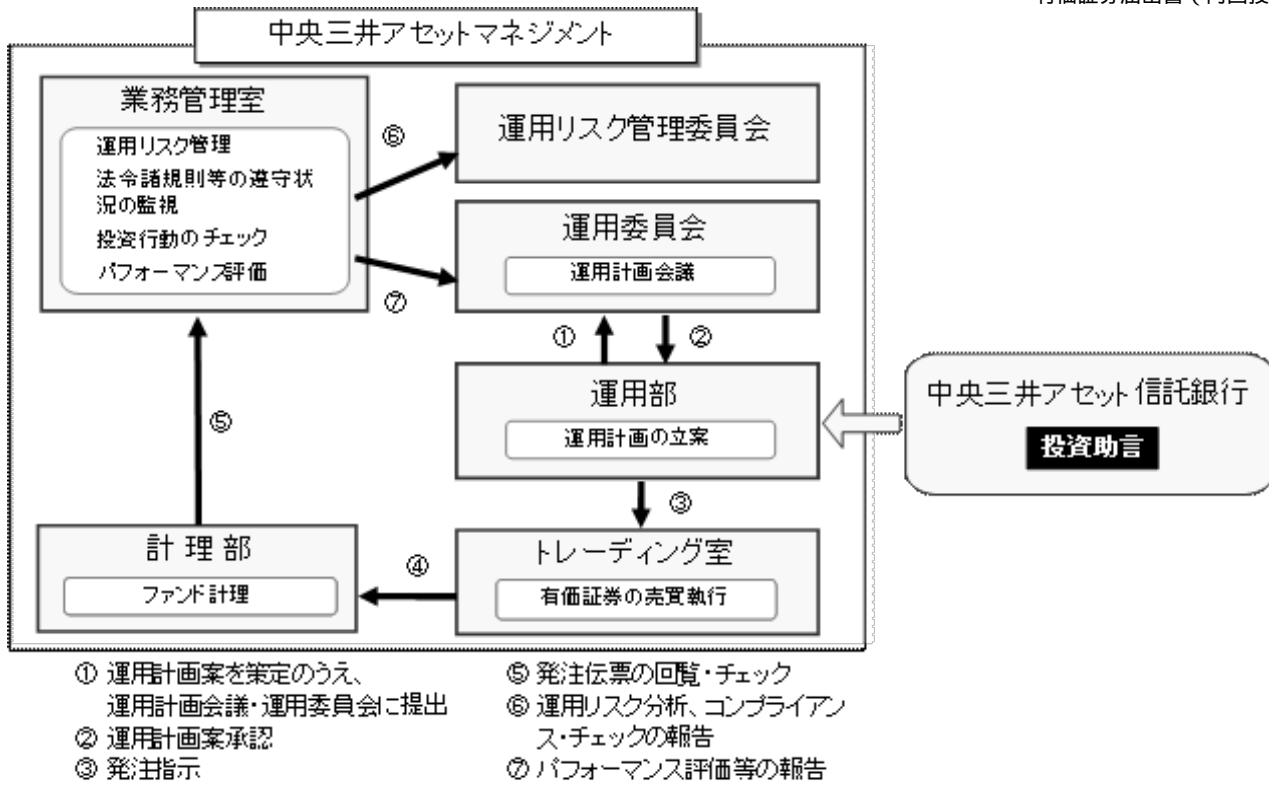 有価証券届出書(内国投
中央三井アセットマネジメント
業務管理室
運用リスク管理
法令諸規則等の遵守状
況の監視
投資行動のチェック
パフォーマンス評価
⑥
⑦
運用リスク管理委員会
運用委員会
運用計画会議
①
②
運用部
運用計画の立案
中央三井アセット信託銀行
投資助言
⑤
③
計理部
ファンド計理
④
トレーディング室
有価証券の売買執行
① 運用計画案を策定のうえ、
運用計画会議・運用委員会に提出
② 運用計画案承認
③ 発注指示
⑤ 発注伝票の回覧・チェック
⑥ 運用リスク分析、コンプライアン
ス・チェックの報告
⑦ パフォーマンス評価等の報告